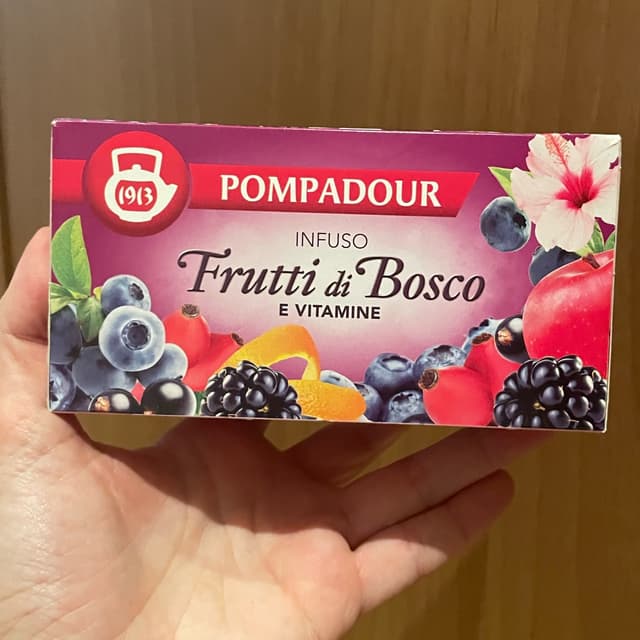 1913
POMPADOUR
INFUSO
Frutti di Bosco
E VITAMINE